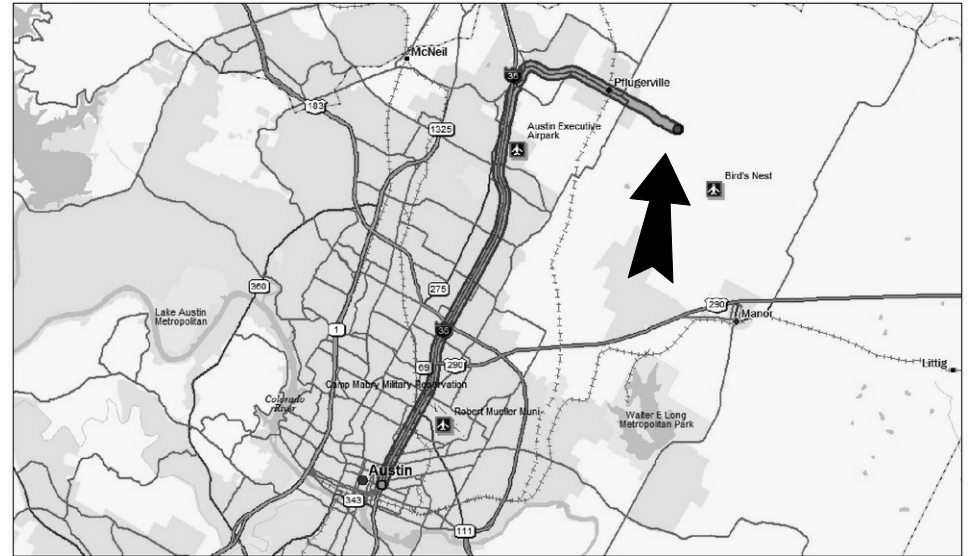 McNeil
35
Pflugerville
183
1325
Austin Executive
Airpark
Bird's Nest
360
275
290
Lake Austin
Metropolitan
1
35
Manor
69
290
Littig
Camp Mabry Military Reservation
Colorado
River
Robert Mueller Muni
Walter E Long
Metropolitan Park
Austin
343
111